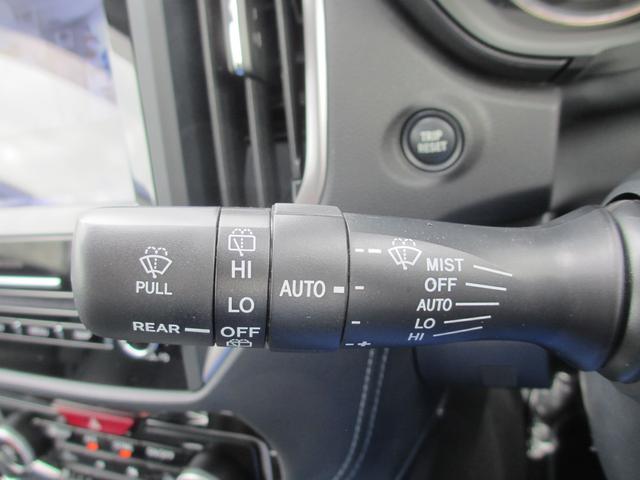 TRIP
RESET
PULL
REAR
HI
LO
OFF
AUTO
- +
MIST
OFF
AUTO
LO
HI